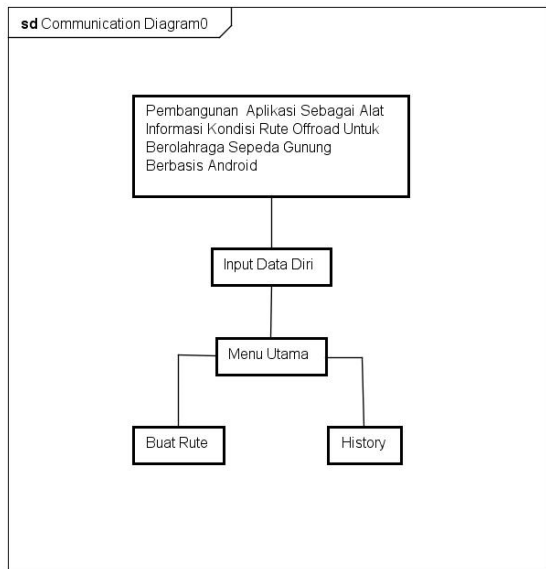 sd Communication Diagram0
Pembangunan Aplikasi Sebagai Alat
Informasi Kondisi Rute Offroad Untuk
Berolahraga Sepeda Gunung
Berbasis Android
Input Data Diri
Menu Utama
Buat Rute
History